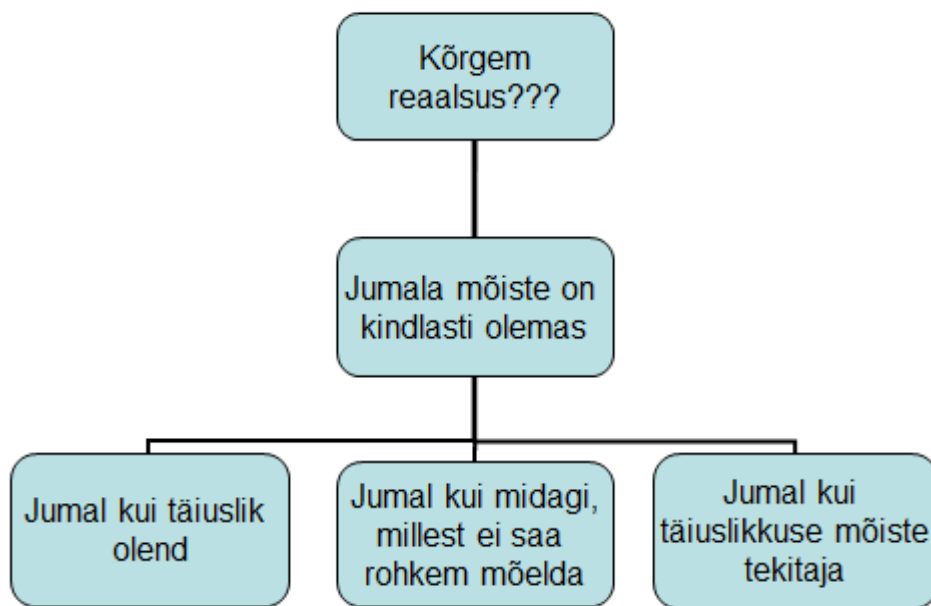 Kõrgem
reaalsus???
Jumala mõiste on
kindlasti olemas
Jumal kui täiuslik
olend
Jumal kui midagi,
millest ei saa
rohkem mõelda
Jumal kui
täiuslikkuse mõiste
tekitaja